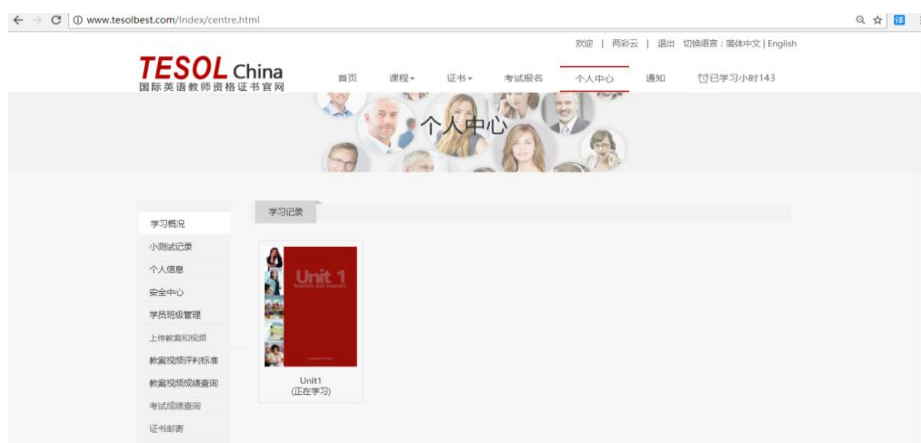 www.tesolbest.com/Index/centre.html
译
欢迎 | 两彩云 | 退出 切换语言：简体中文 | English
TESOL China
国际英语教师资格证书官网
首页 课程 证书 考试报名 个人中心 通知 已学习小时143
个人中心
学习记录
学习概况
小测试记录
个人信息
安全中心
学员班级管理
上传教案和视频
教案视频评判标准
教案视频成绩查询
考试成绩查询
证书邮寄
Unit 1
Unit1
(正在学习)